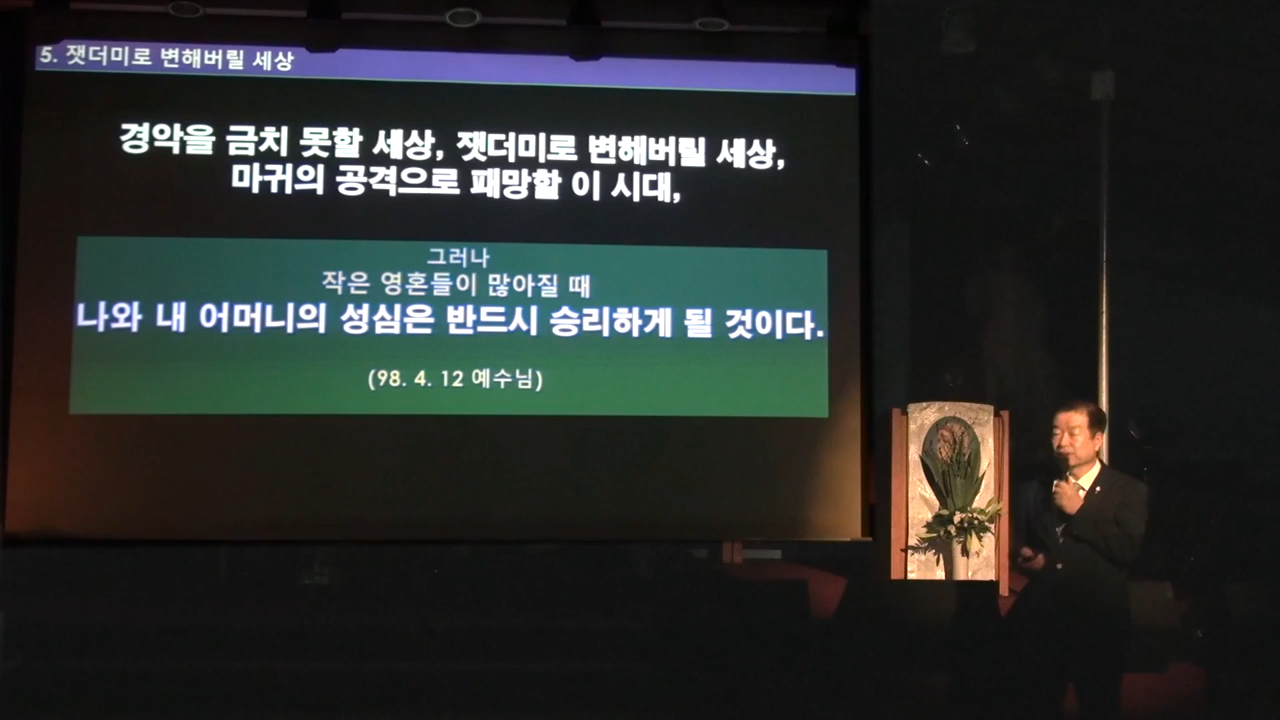 5. 잿더미로 변해버릴 세상
경악을 금치 못할 세상, 잿더미로 변해버릴 세상,
마귀의 공격으로 패망할 이 시대,
그러나
작은 영혼들이 많아질 때
나와 내 어머니의 성심은 반드시 승리하게 될 것이다.
(98. 4. 12 예수님)